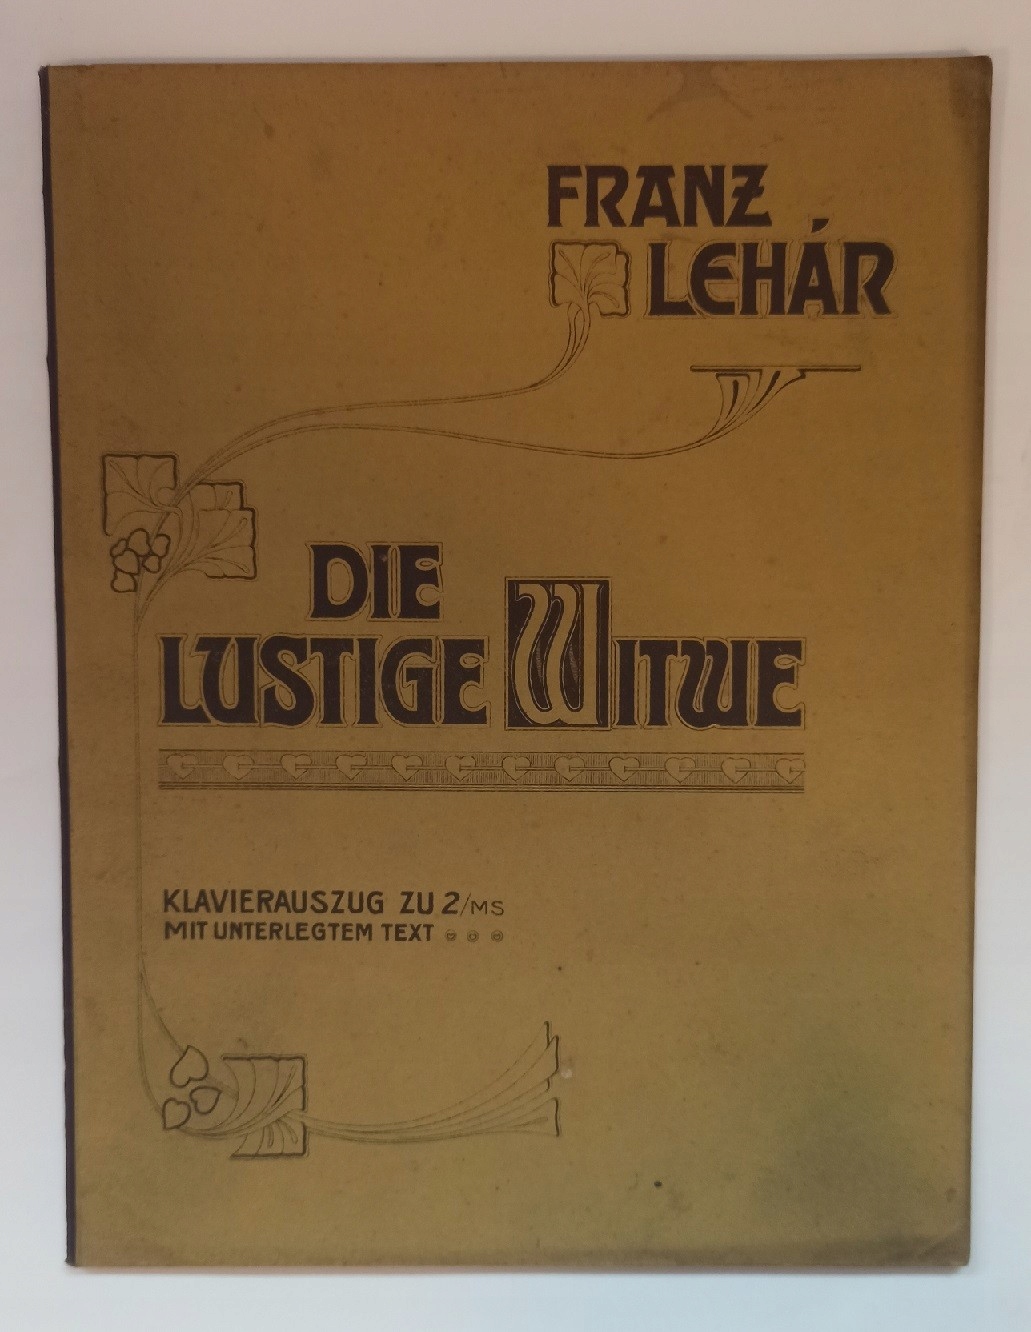 FRANZ
LEHÁR
DIE
LUSTIGE WITWE
KLAVIERAUSZUG ZU 2/MS
MIT UNTERLEGTEM TEXT